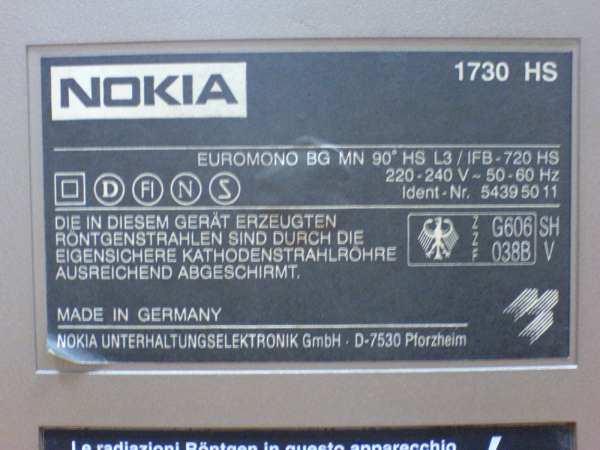 NOKIA
1730 HS
EUROMONO BG MN 90° HS L3 / IFB-720 HS
220-240 V ~ 50-60 Hz
Ident-Nr. 5439 50 11
D FI N S
DIE IN DIESEM GERÄT ERZEUGTEN
RÖNTGENSTRAHLEN SIND DURCH DIE
EIGENSICHERE KATHODENSTRAHLRÖHRE
AUSREICHEND ABGESCHIRMT.
Z Z F
G606 SH
038B V
MADE IN GERMANY
NOKIA UNTERHALTUNGSELEKTRONIK GmbH · D-7530 Pforzheim
Le radiazioni Röntgen in questo apparecchio